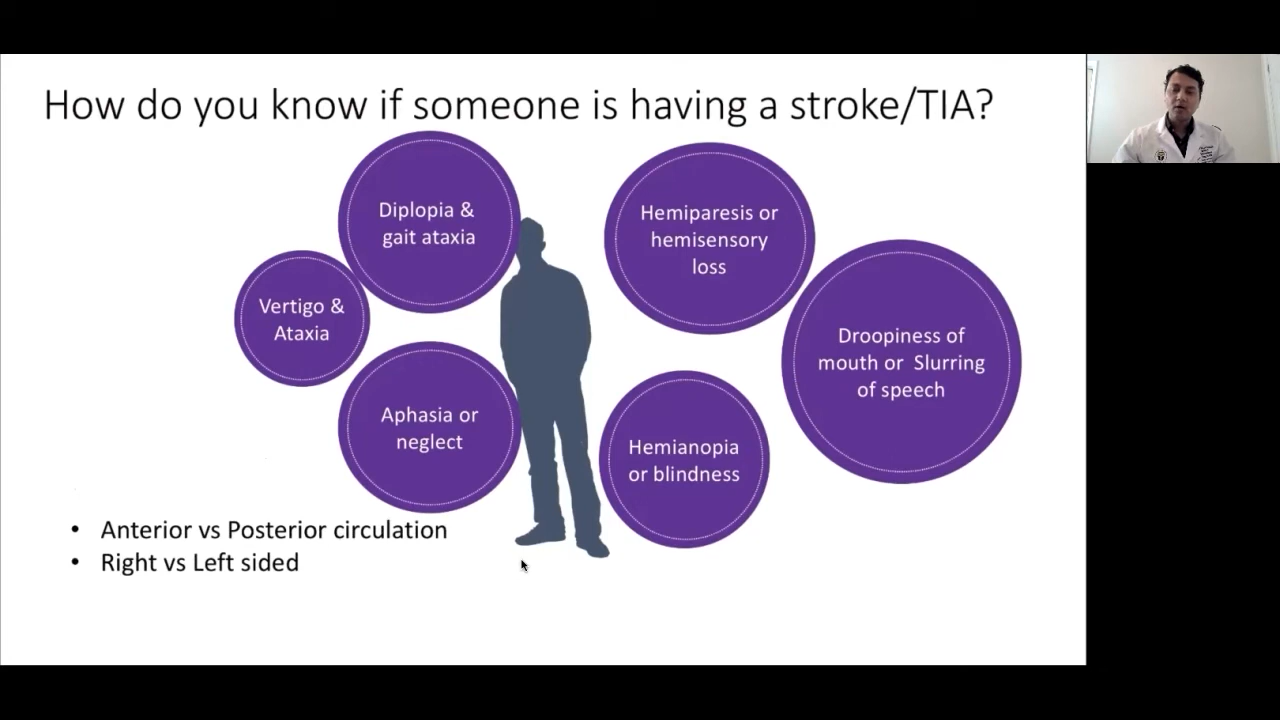 How do you know if someone is having a stroke/TIA?
Diplopia &
gait ataxia
Hemiparesis or
hemisensory
loss
Vertigo &
Ataxia
Droopiness of
mouth or Slurring
of speech
Aphasia or
neglect
Hemianopia
or blindness
• Anterior vs Posterior circulation
• Right vs Left sided